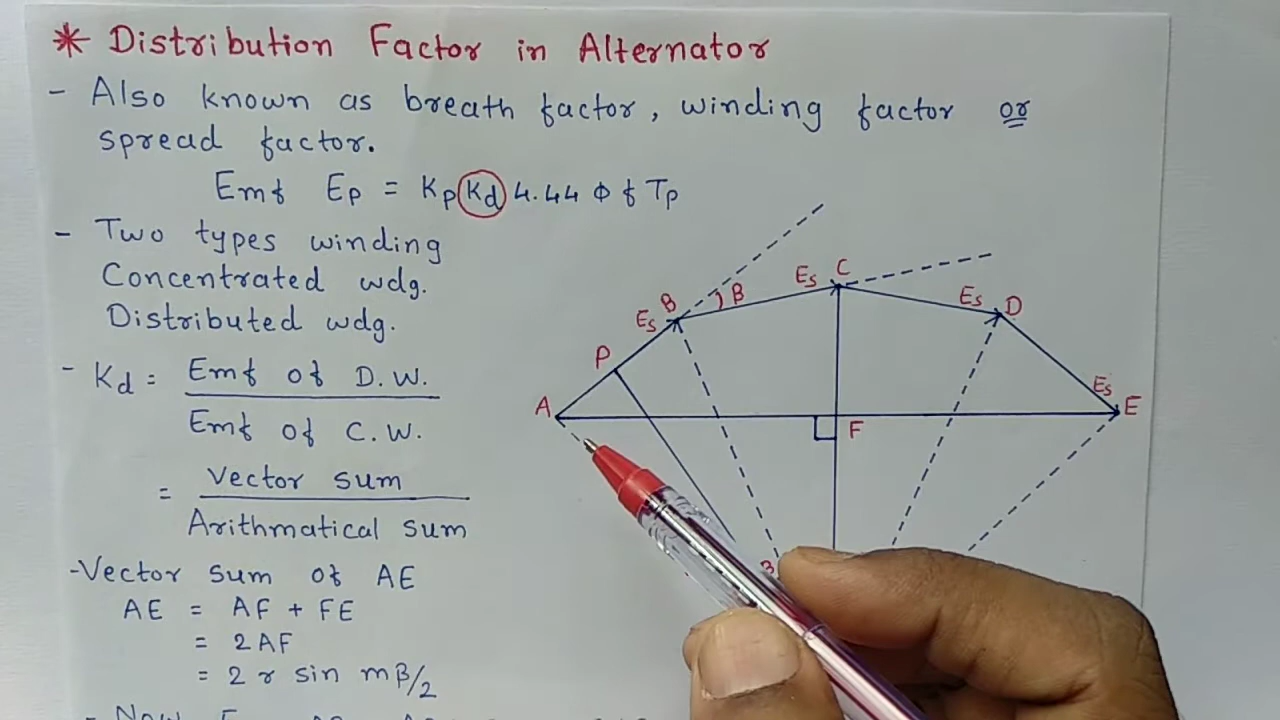 * Distribution Factor in Alternator
- Also known as breath factor, winding factor or
spread factor.
Emf Ep = Kp Kd 4.44 Φ f Tp
- Two types winding
Concentrated wdg.
Distributed wdg.
- Kd = Emf of D.W.
Emf of C.W.
= Vector sum
Arithmatical sum
- Vector sum of AE
AE = AF + FE
= 2AF
= 2 r sin mβ/2
- Now
Es B β Es C Es D
P
A F Es E
β